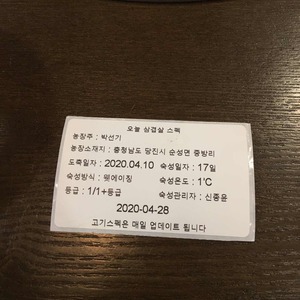 오늘 삼겹살 스펙
농장주 : 박선기
농장소재지 : 충청남도 당진시 순성면 중방리
도축일자 : 2020.04.10 숙성일자 : 17일
숙성방식 : 웻에이징 숙성온도 : 1℃
등급 : 1/1+등급 숙성관리자 : 신종윤
2020-04-28
고기스펙은 매일 업데이트 됩니다